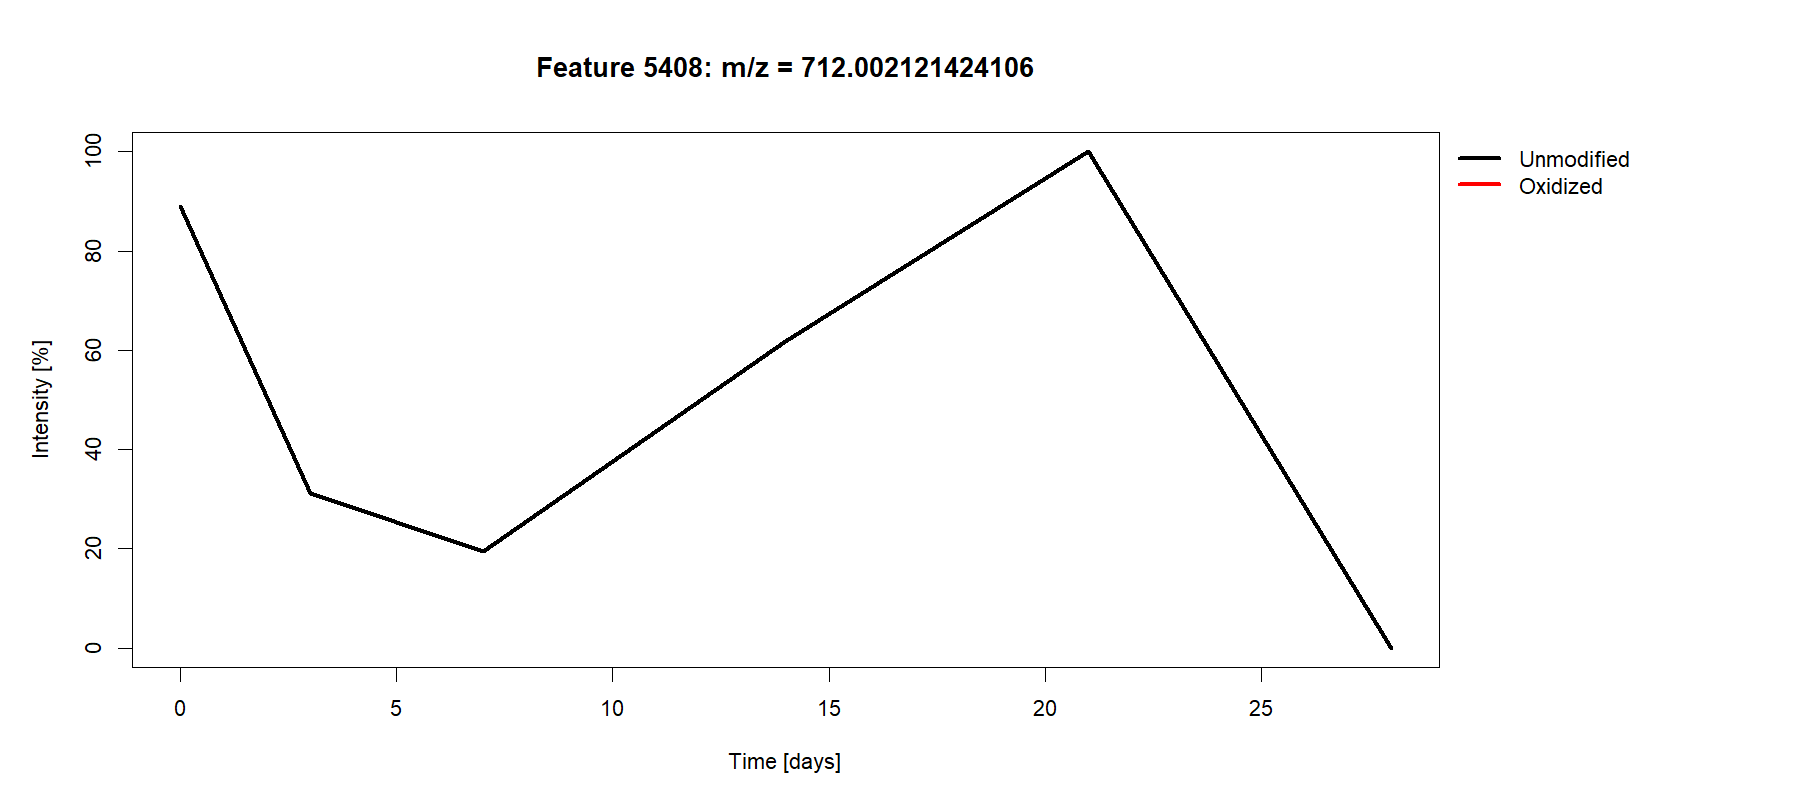 Feature 5408: m/z = 712.002121424106
Unmodified
Oxidized
Intensity [%]
100
80
60
40
20
0
0 5 10 15 20 25
Time [days]